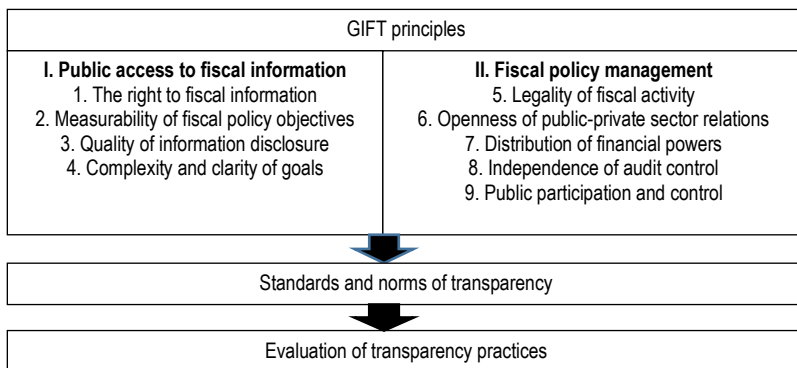 GIFT principles
I. Public access to fiscal information
1. The right to fiscal information
2. Measurability of fiscal policy objectives
3. Quality of information disclosure
4. Complexity and clarity of goals
II. Fiscal policy management
5. Legality of fiscal activity
6. Openness of public-private sector relations
7. Distribution of financial powers
8. Independence of audit control
9. Public participation and control
Standards and norms of transparency
Evaluation of transparency practices